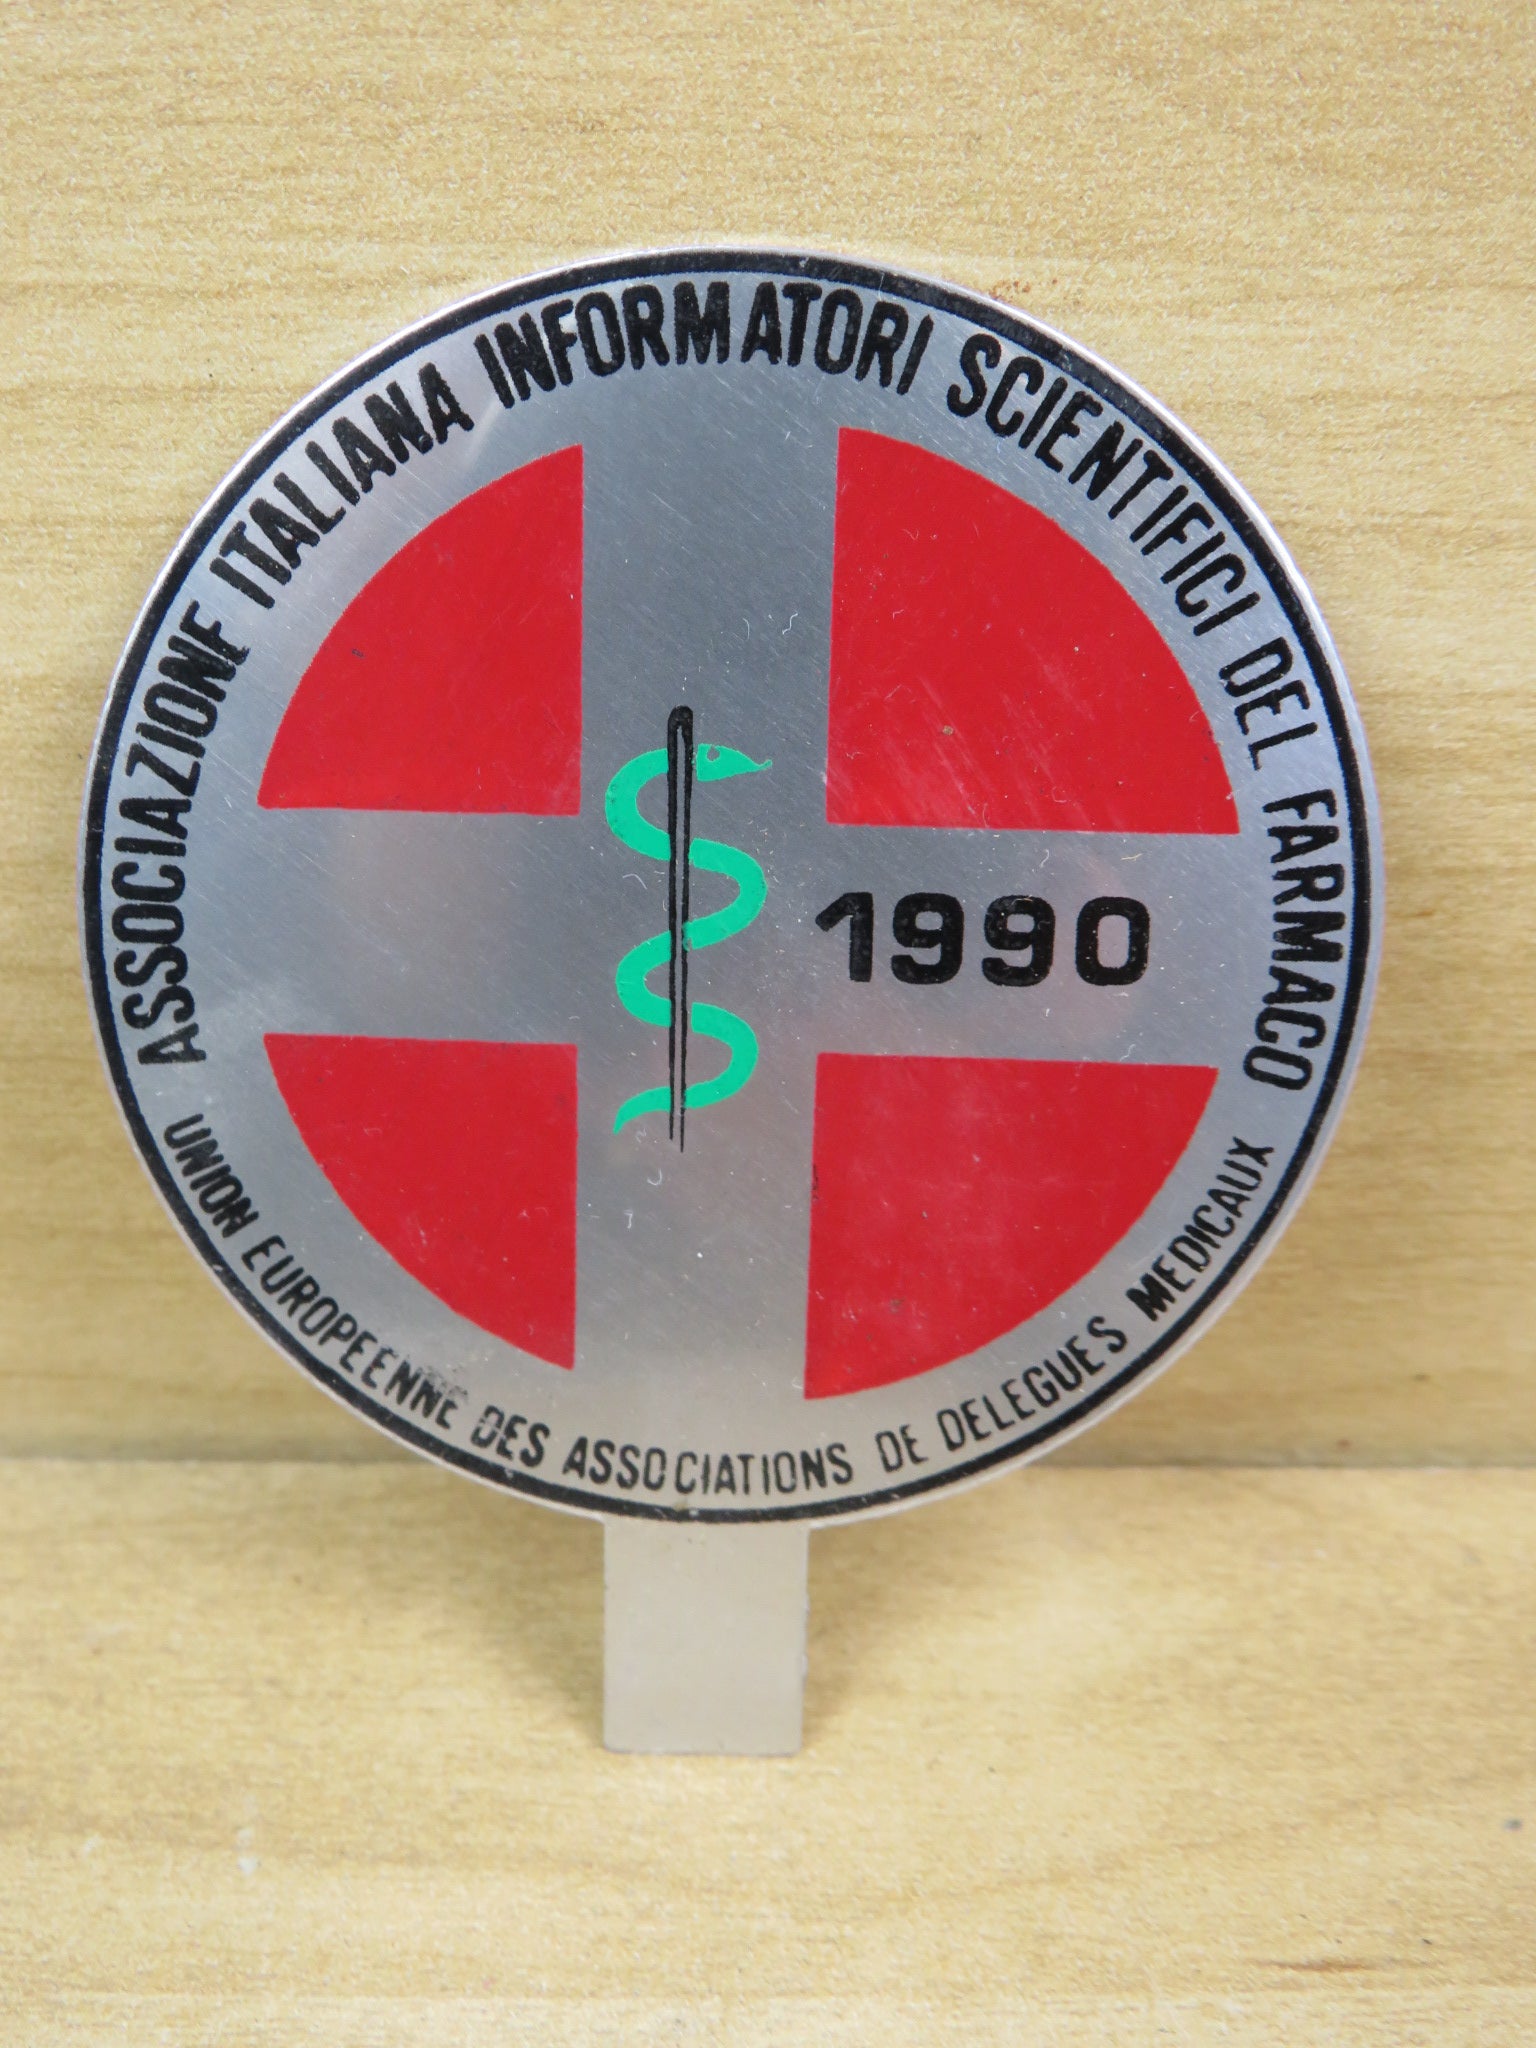 ASSOCIAZIONE ITALIANA INFORMATORI SCIENTIFICI DEL FARMACO
1990
UNION EUROPEENNE DES ASSOCIATIONS DE DELEGUES MEDICAUX